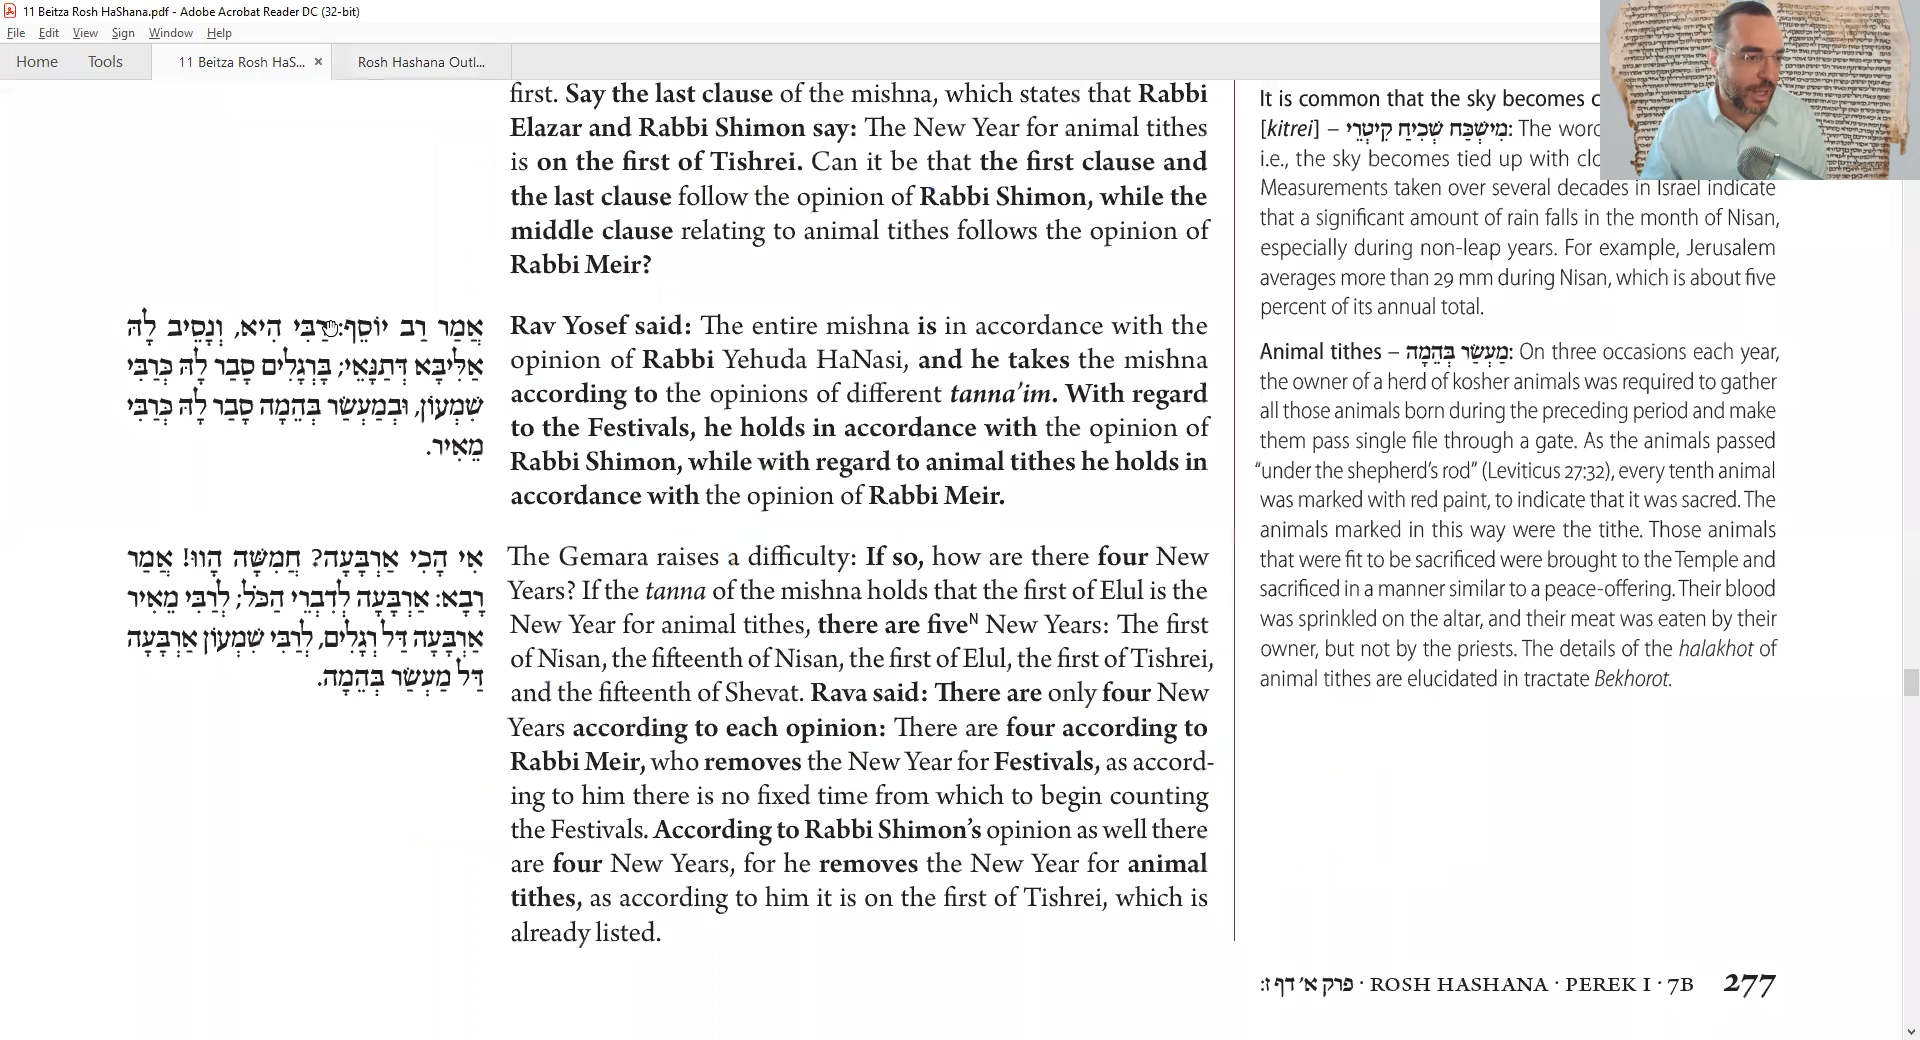 11 Beitza Rosh HaShana.pdf - Adobe Acrobat Reader DC (32-bit)
File Edit View Sign Window Help
Home Tools 11 Beitza Rosh HaS... × Rosh Hashana Outl...
first. Say the last clause of the mishna, which states that Rabbi
Elazar and Rabbi Shimon say: The New Year for animal tithes
is on the first of Tishrei. Can it be that the first clause and
the last clause follow the opinion of Rabbi Shimon, while the
middle clause relating to animal tithes follows the opinion of
Rabbi Meir?
אֲמַר רַב יוֹסֵף: רַבִּי הִיא, וְנָסֵיב לָהּ
אַלִּיבָּא דְּתַנָּאֵי; בִּרְגָלִים סָבַר לָהּ כְּרַבִּי
שִׁמְעוֹן, וּבְמַעְשַׂר בְּהֵמָה סָבַר לָהּ כְּרַבִּי
מֵאִיר.
Rav Yosef said: The entire mishna is in accordance with the
opinion of Rabbi Yehuda HaNasi, and he takes the mishna
according to the opinions of different tanna’im. With regard
to the Festivals, he holds in accordance with the opinion of
Rabbi Shimon, while with regard to animal tithes he holds in
accordance with the opinion of Rabbi Meir.
אִי הָכִי אַרְבָּעָה? חֲמִשָּׁה הָווּ! אֲמַר
רָבָא: אַרְבָּעָה לְדִבְרֵי הַכֹּל; לְרַבִּי מֵאִיר
אַרְבָּעָה דַּל רְגָלִים, לְרַבִּי שִׁמְעוֹן אַרְבָּעָה
דַּל מַעְשַׂר בְּהֵמָה.
The Gemara raises a difficulty: If so, how are there four New
Years? If the tanna of the mishna holds that the first of Elul is the
New Year for animal tithes, there are fiveᴺ New Years: The first
of Nisan, the fifteenth of Nisan, the first of Elul, the first of Tishrei,
and the fifteenth of Shevat. Rava said: There are only four New
Years according to each opinion: There are four according to
Rabbi Meir, who removes the New Year for Festivals, as accord-
ing to him there is no fixed time from which to begin counting
the Festivals. According to Rabbi Shimon’s opinion as well there
are four New Years, for he removes the New Year for animal
tithes, as according to him it is on the first of Tishrei, which is
already listed.
It is common that the sky becomes
[kitrei] – מִישְׁכַּח שְׁכִיחַ קִיטְרֵי: The
i.e., the sky becomes tied up with
Measurements taken over several decades in Israel indicate
that a significant amount of rain falls in the month of Nisan,
especially during non-leap years. For example, Jerusalem
averages more than 29 mm during Nisan, which is about five
percent of its annual total.
Animal tithes – מַעְשַׂר בְּהֵמָה: On three occasions each year,
the owner of a herd of kosher animals was required to gather
all those animals born during the preceding period and make
them pass single file through a gate. As the animals passed
“under the shepherd’s rod” (Leviticus 27:32), every tenth animal
was marked with red paint, to indicate that it was sacred. The
animals marked in this way were the tithe. Those animals
that were fit to be sacrificed were brought to the Temple and
sacrificed in a manner similar to a peace-offering. Their blood
was sprinkled on the altar, and their meat was eaten by their
owner, but not by the priests. The details of the halakhot of
animal tithes are elucidated in tractate Bekhorot.
פרק א׳ דף ז: · ROSH HASHANA · PEREK I · 7B 277